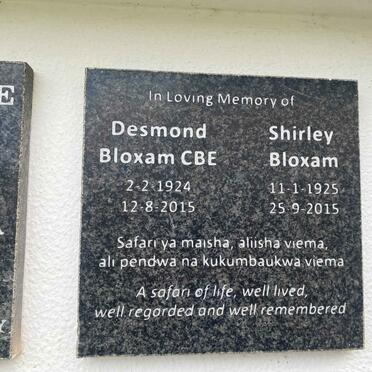 E
In Loving Memory of
Desmond
Bloxam CBE
2-2-1924
12-8-2015
Shirley
Bloxam
11-1-1925
25-9-2015
Safari ya maisha, aliisha viema,
ali pendwa na kukumbaukwa viema
A safari of life, well lived,
well regarded and well remembered